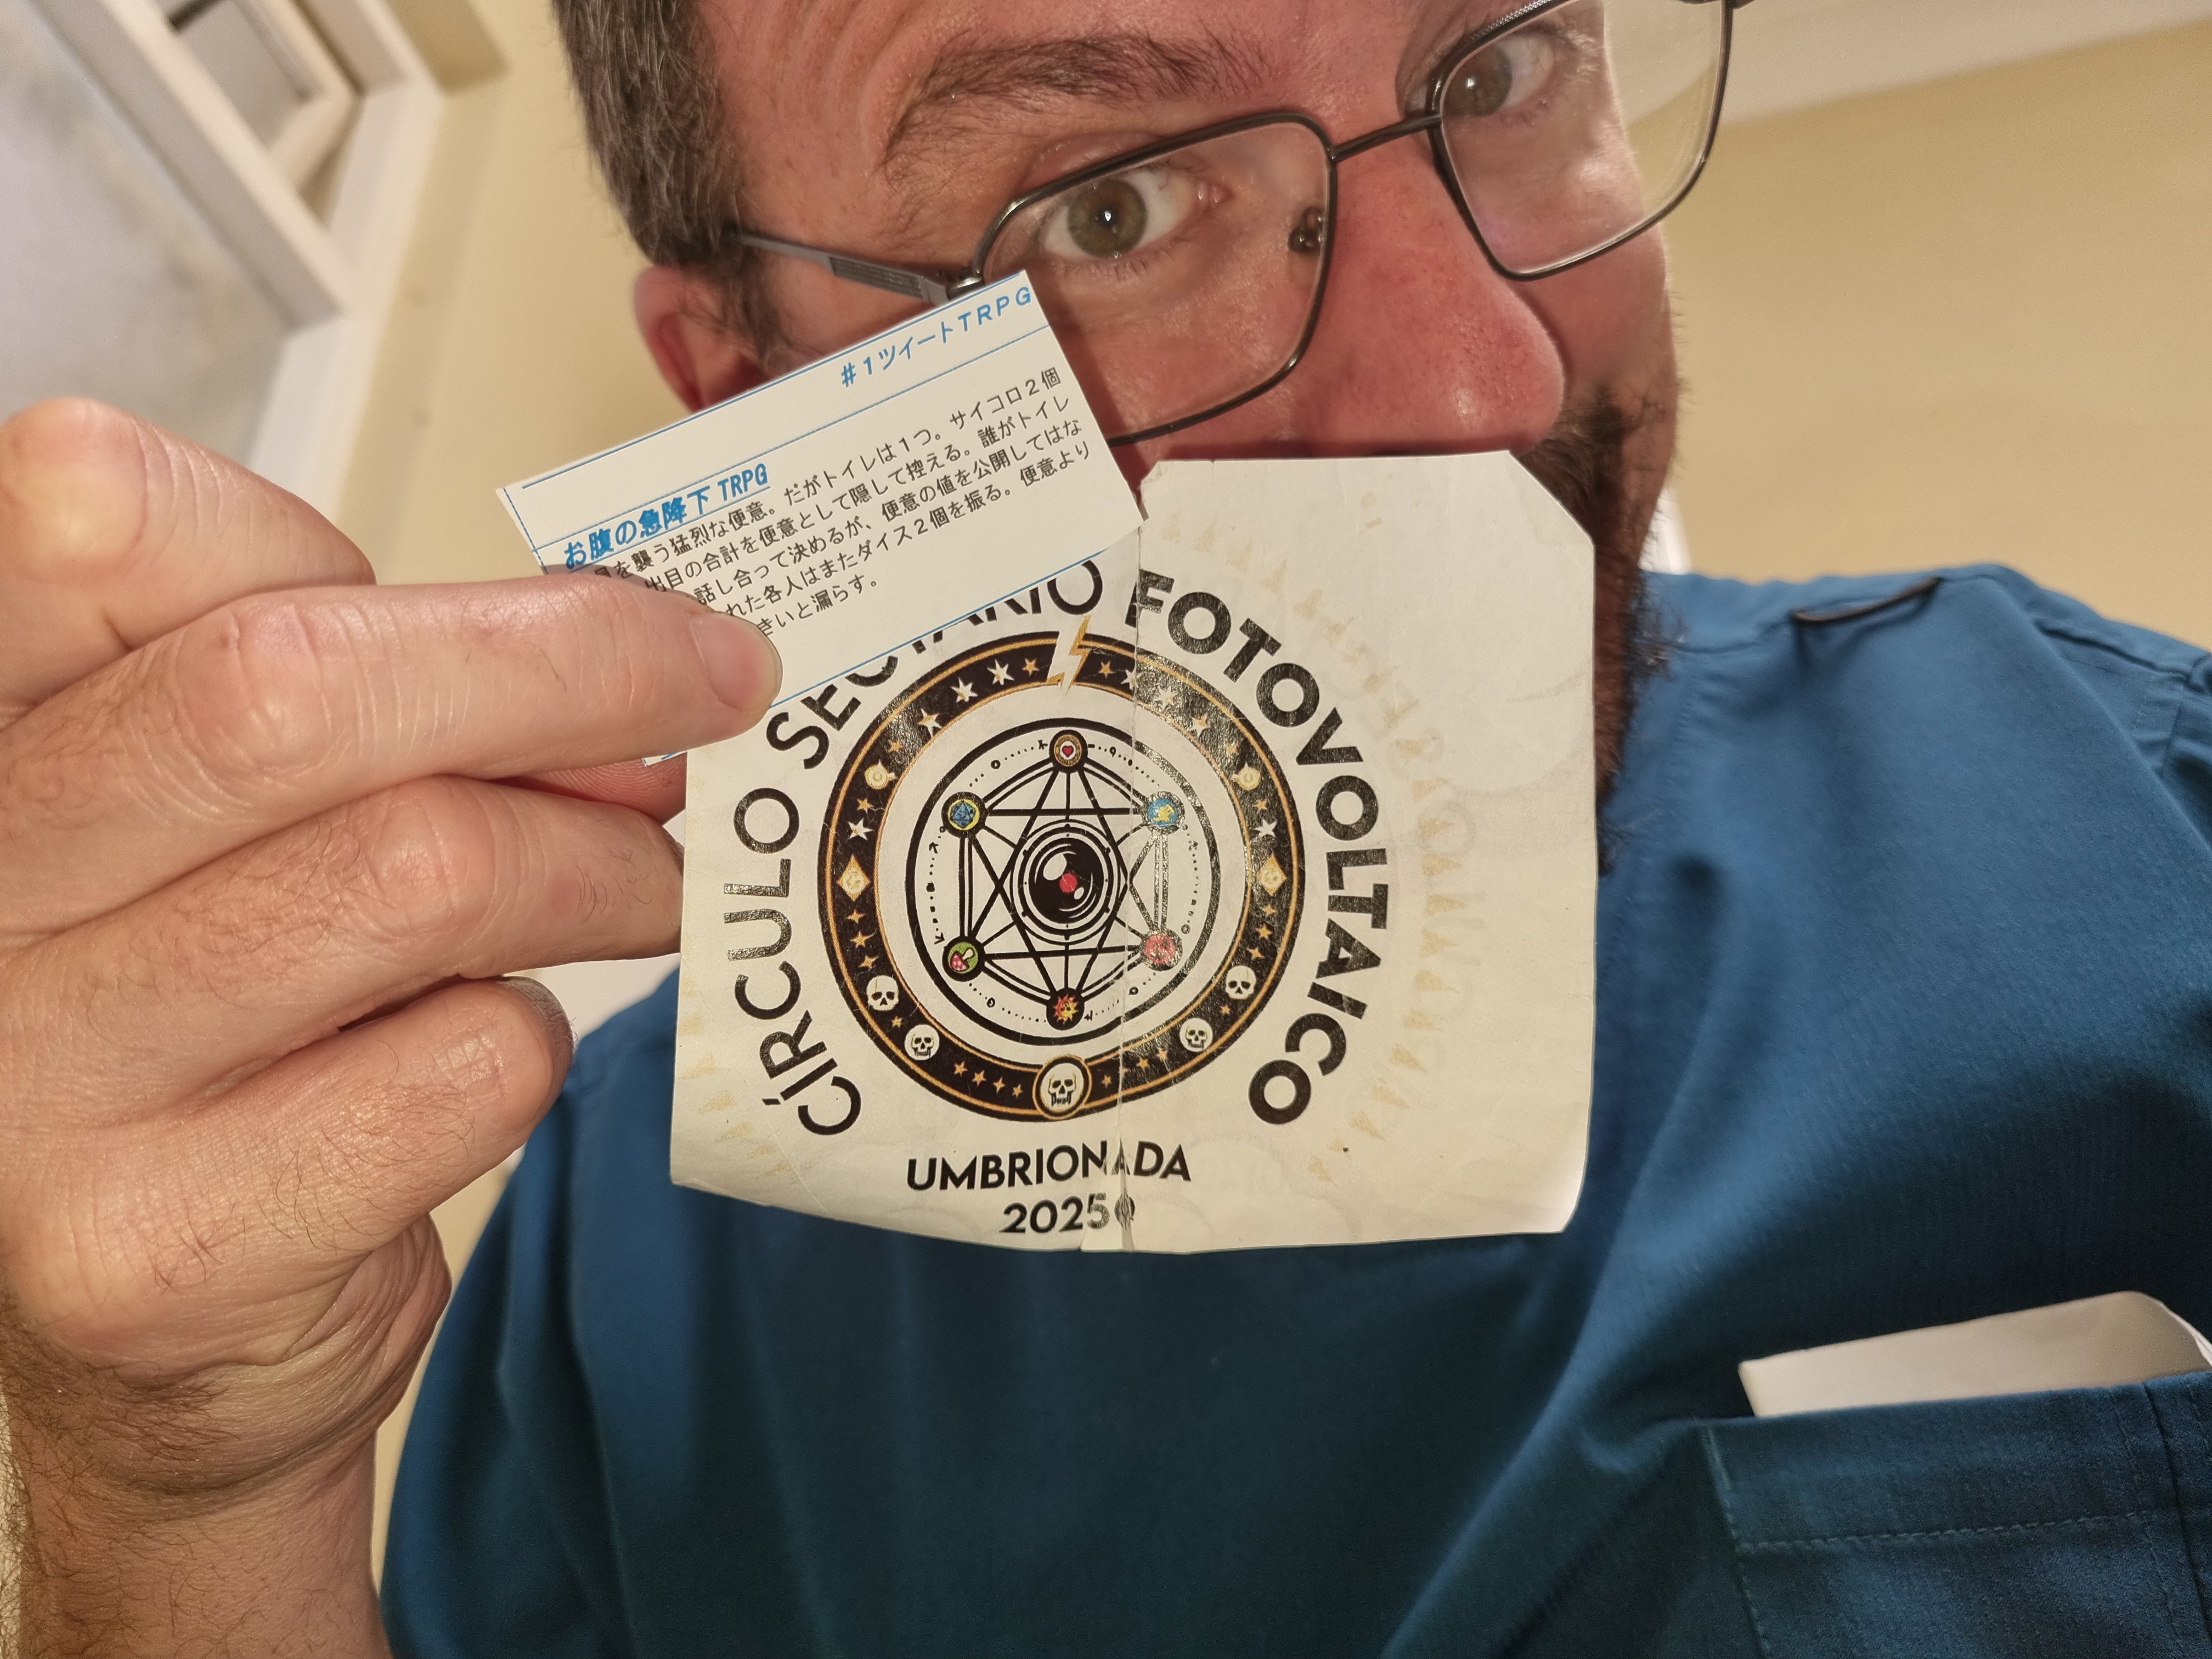 #1ツイートTRPG
お腹の急降下TRPG
を襲う猛烈な便意。だがトイレは1つ。サイコロ2個
出目の合計を便意として隠して控える。誰がトイレ
話し合って決めるが、便意の値を公開してはな
れた各人はまたダイス2個を振る。便意より
きいと漏らす。
CÍRCULO SECTARIO FOTOVOLTAICO
UMBRIONADA
2025